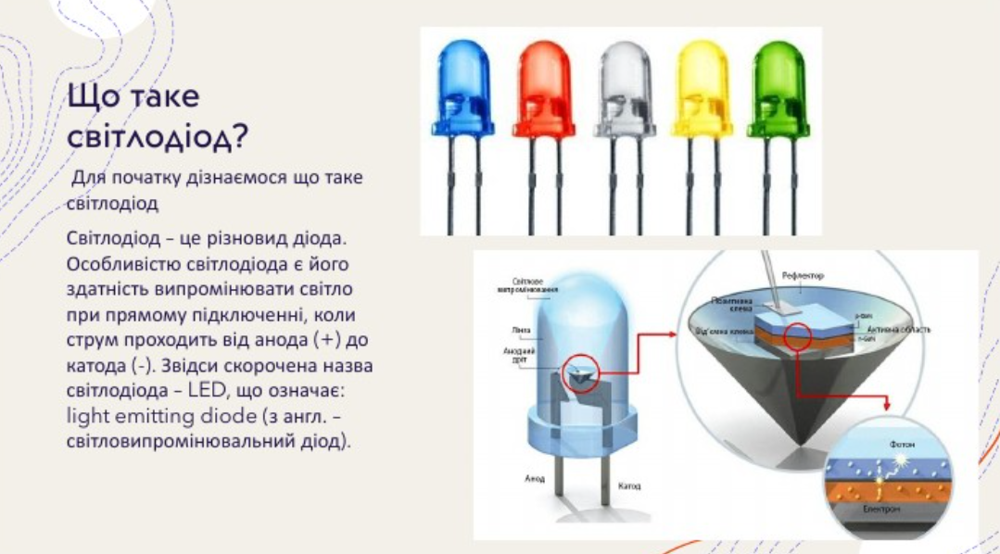 Що таке
світлодіод?
Для початку дізнаємося що таке
світлодіод
Світлодіод – це різновид діода.
Особливістю світлодіода є його
здатність випромінювати світло
при прямому підключенні, коли
струм проходить від анода (+) до
катода (-). Звідси скорочена назва
світлодіода – LED, що означає:
light emitting diode (з англ. –
світловипромінювальний діод).
Світлове
випромінювання
Лінза
Анодний
дріт
Анод
Катод
Рефлектор
Позитивна
клема
Від'ємна клема
Активна область
Фотон
Електрон